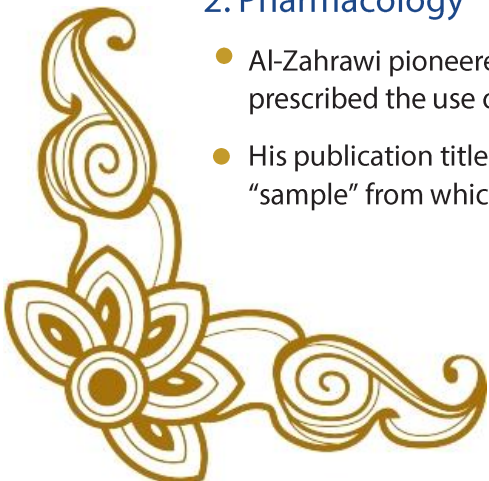 2. Pharmacology
Al-Zahrawi pioneere
prescribed the use
His publication title
“sample” from whic